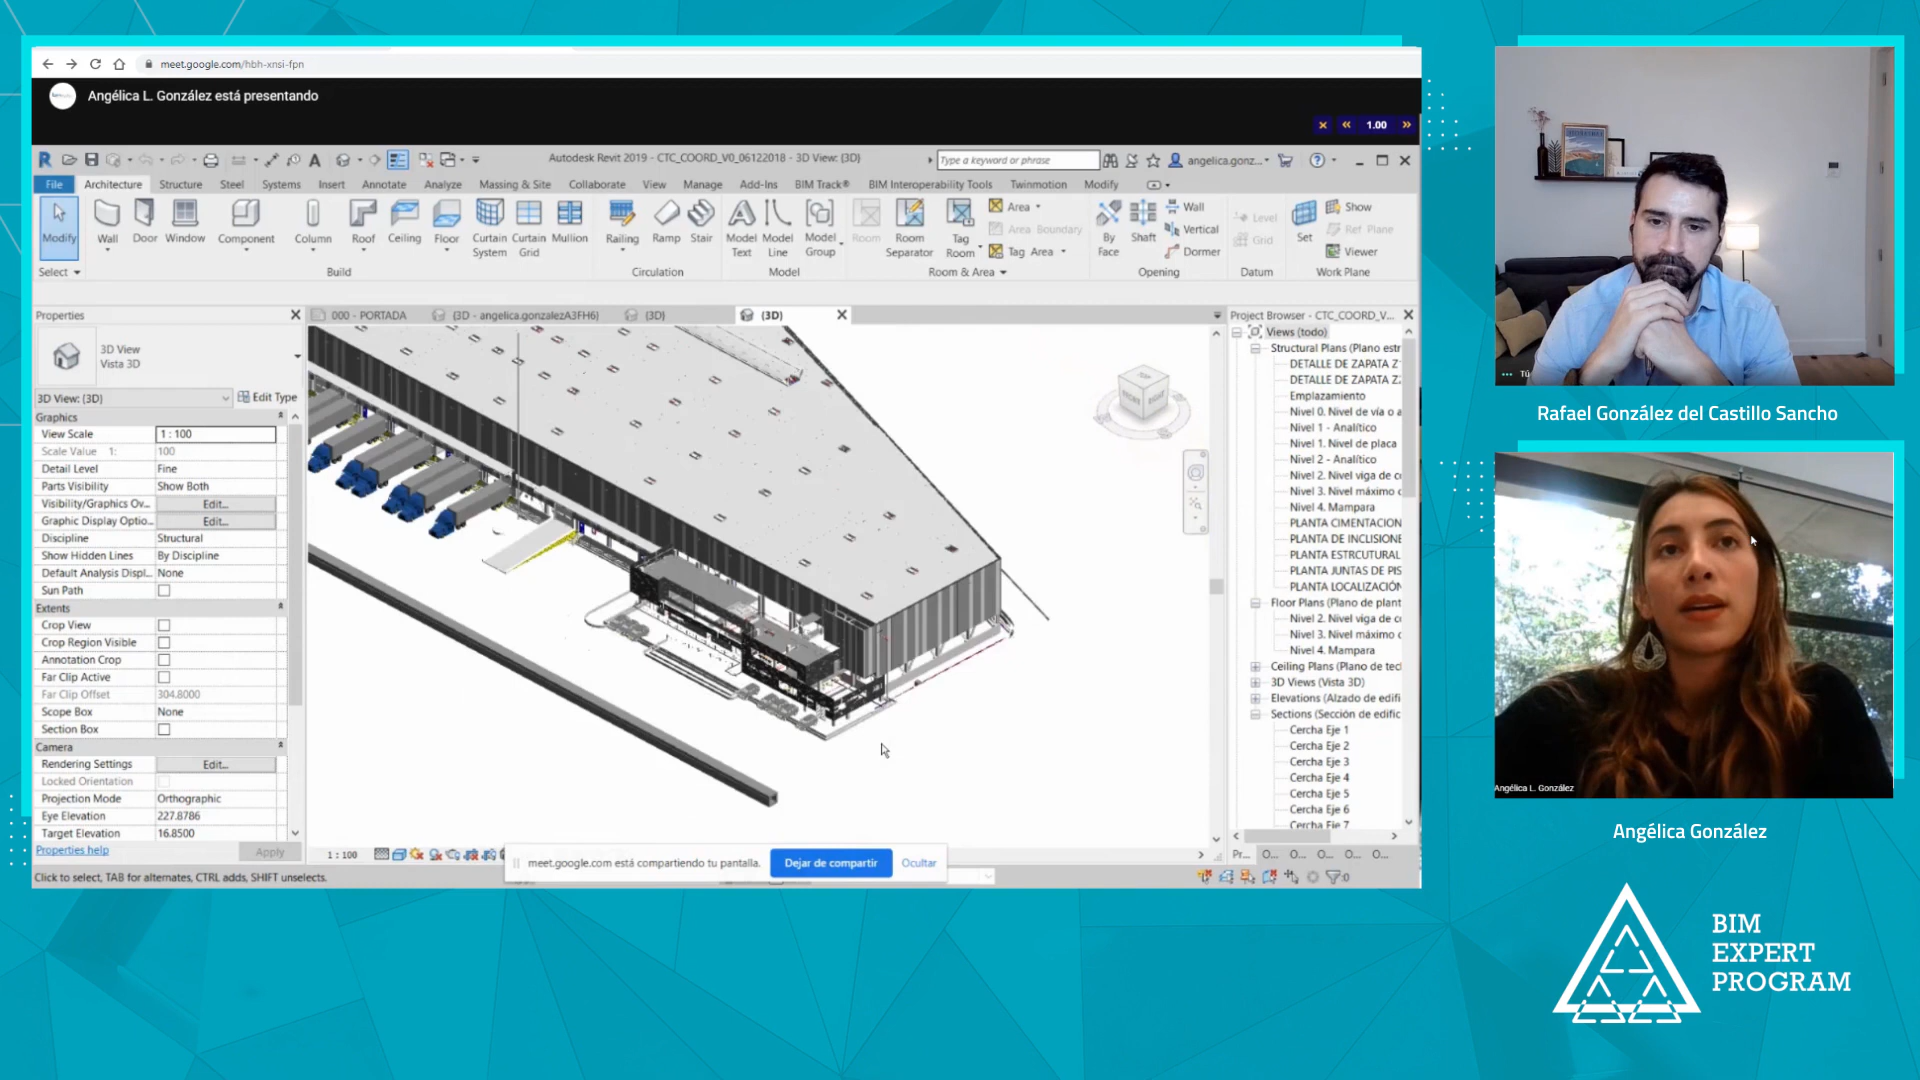 meet.google.com/hbh-xnsi-fpn
Angélica L. González está presentando
1.00
Autodesk Revit 2019 - CTC_COORD_V0_06122018 - 3D View: {3D}
Type a keyword or phrase
angelica.gonz...
File Architecture Structure Steel Systems Insert Annotate Analyze Massing & Site Collaborate View Manage Add-Ins BIM Track® BIM Interoperability Tools Twinmotion Modify
Modify
Wall
Door
Window
Component
Column
Roof
Ceiling
Floor
Curtain System
Curtain Grid
Mullion
Railing
Ramp
Stair
Model Text
Model Line
Model Group
Room
Room Separator
Tag Room
Area
Area Boundary
Tag Area
By Face
Shaft
Wall
Vertical
Dormer
Level
Grid
Set
Show
Ref Plane
Viewer
Select
Build
Circulation
Model
Room & Area
Opening
Datum
Work Plane
Properties
3D View
Vista 3D
3D View: {3D}
Edit Type
Graphics
View Scale 1 : 100
Scale Value 1: 100
Detail Level Fine
Parts Visibility Show Both
Visibility/Graphics Ov... Edit...
Graphic Display Optio... Edit...
Discipline Structural
Show Hidden Lines By Discipline
Default Analysis Displ... None
Sun Path
Extents
Crop View
Crop Region Visible
Annotation Crop
Far Clip Active
Far Clip Offset 304.8000
Scope Box None
Section Box
Camera
Rendering Settings Edit...
Locked Orientation
Projection Mode Orthographic
Eye Elevation 227.8786
Target Elevation 16.8500
Properties help
Apply
000 - PORTADA
{3D - angelica.gonzalezA3FH6}
{3D}
{3D}
TOP
RIGHT
1 : 100
meet.google.com está compartiendo tu pantalla.
Dejar de compartir
Ocultar
Click to select, TAB for alternates, CTRL adds, SHIFT unselects.
Project Browser - CTC_COORD_V...
Views (todo)
Structural Plans (Plano estr
DETALLE DE ZAPATA Z
DETALLE DE ZAPATA Z
Emplazamiento
Nivel 0. Nivel de vía o a
Nivel 1 - Analítico
Nivel 1. Nivel de placa
Nivel 2 - Analítico
Nivel 2. Nivel viga de c
Nivel 3. Nivel máximo c
Nivel 4. Mampara
PLANTA CIMENTACION
PLANTA DE INCLISIONE
PLANTA ESTRCUTURAL
PLANTA JUNTAS DE PIS
PLANTA LOCALIZACIÓN
Floor Plans (Plano de plant
Nivel 2. Nivel viga de c
Nivel 3. Nivel máximo c
Nivel 4. Mampara
Ceiling Plans (Plano de tec
3D Views (Vista 3D)
Elevations (Alzado de edifi
Sections (Sección de edific
Cercha Eje 1
Cercha Eje 2
Cercha Eje 3
Cercha Eje 4
Cercha Eje 5
Cercha Eje 6
Cercha Eje 7
Pr... O... O... O... O... O...
:0
Tú
Rafael González del Castillo Sancho
Angélica L. González
Angélica González
BIM
EXPERT
PROGRAM